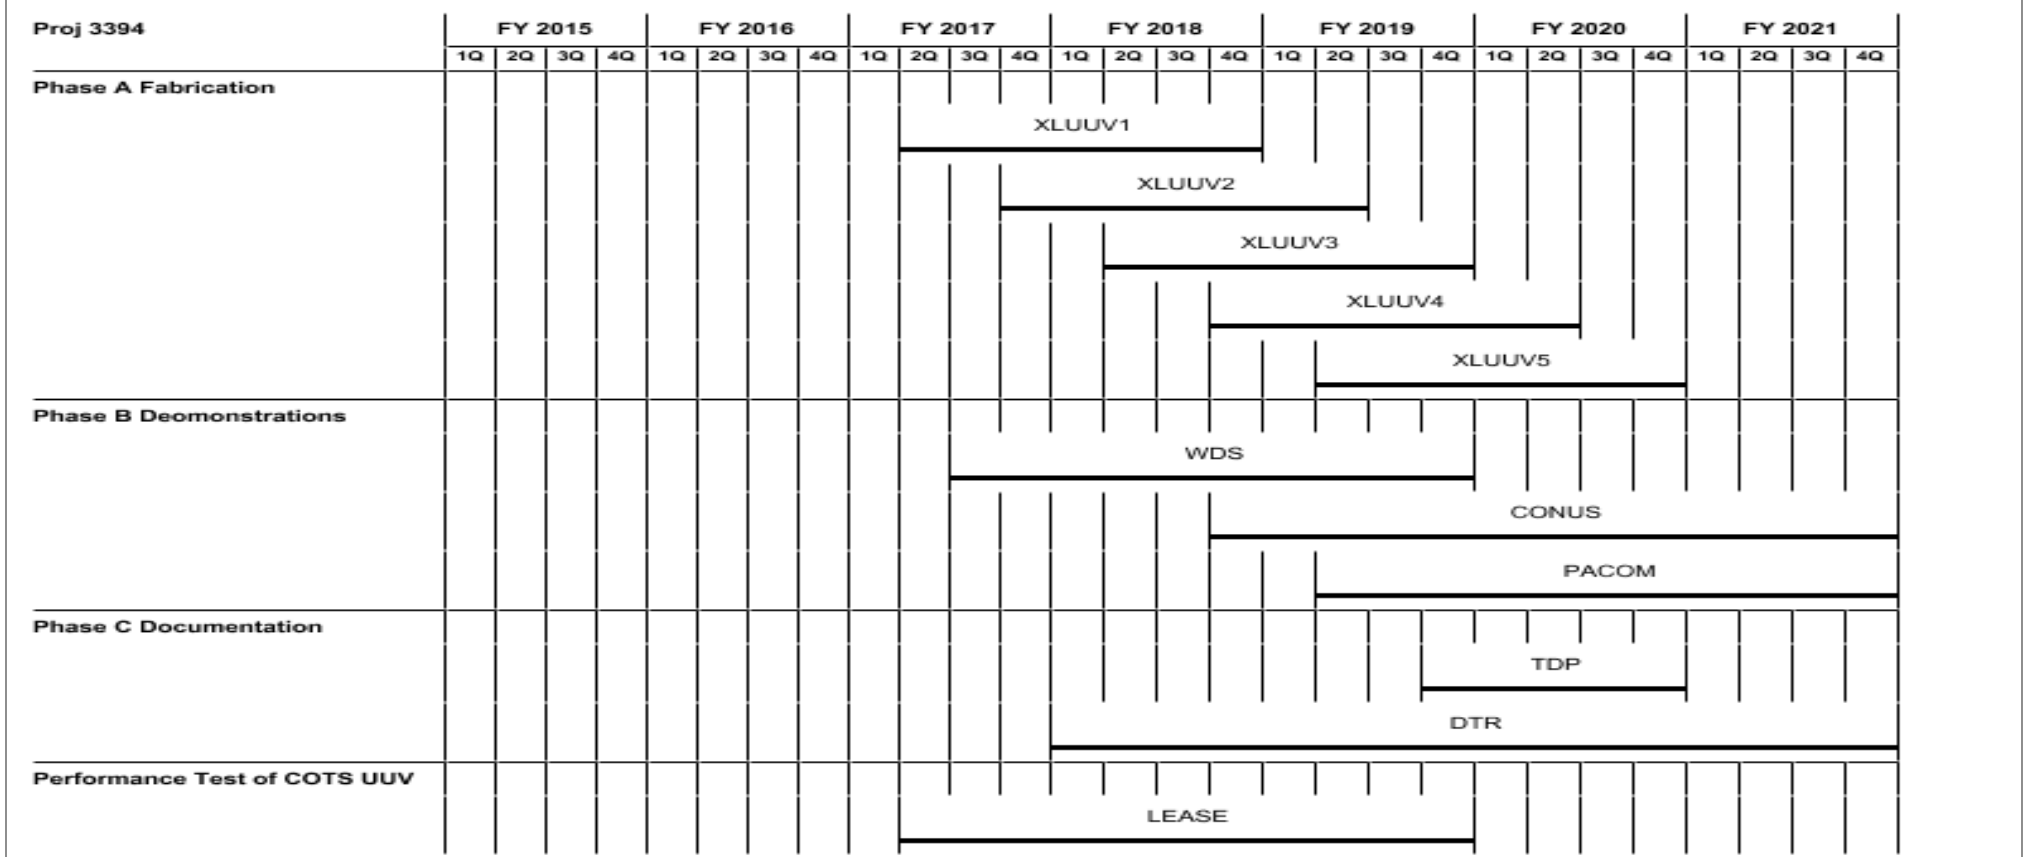 Proj 3394 FY 2015 FY 2016 FY 2017 FY 2018 FY 2019 FY 2020 FY 2021
1Q 2Q 3Q 4Q 1Q 2Q 3Q 4Q 1Q 2Q 3Q 4Q 1Q 2Q 3Q 4Q 1Q 2Q 3Q 4Q 1Q 2Q 3Q 4Q 1Q 2Q 3Q 4Q
Phase A Fabrication
XLUUV1
XLUUV2
XLUUV3
XLUUV4
XLUUV5
Phase B Deomonstrations
WDS
CONUS
PACOM
Phase C Documentation
TDP
DTR
Performance Test of COTS UUV
LEASE